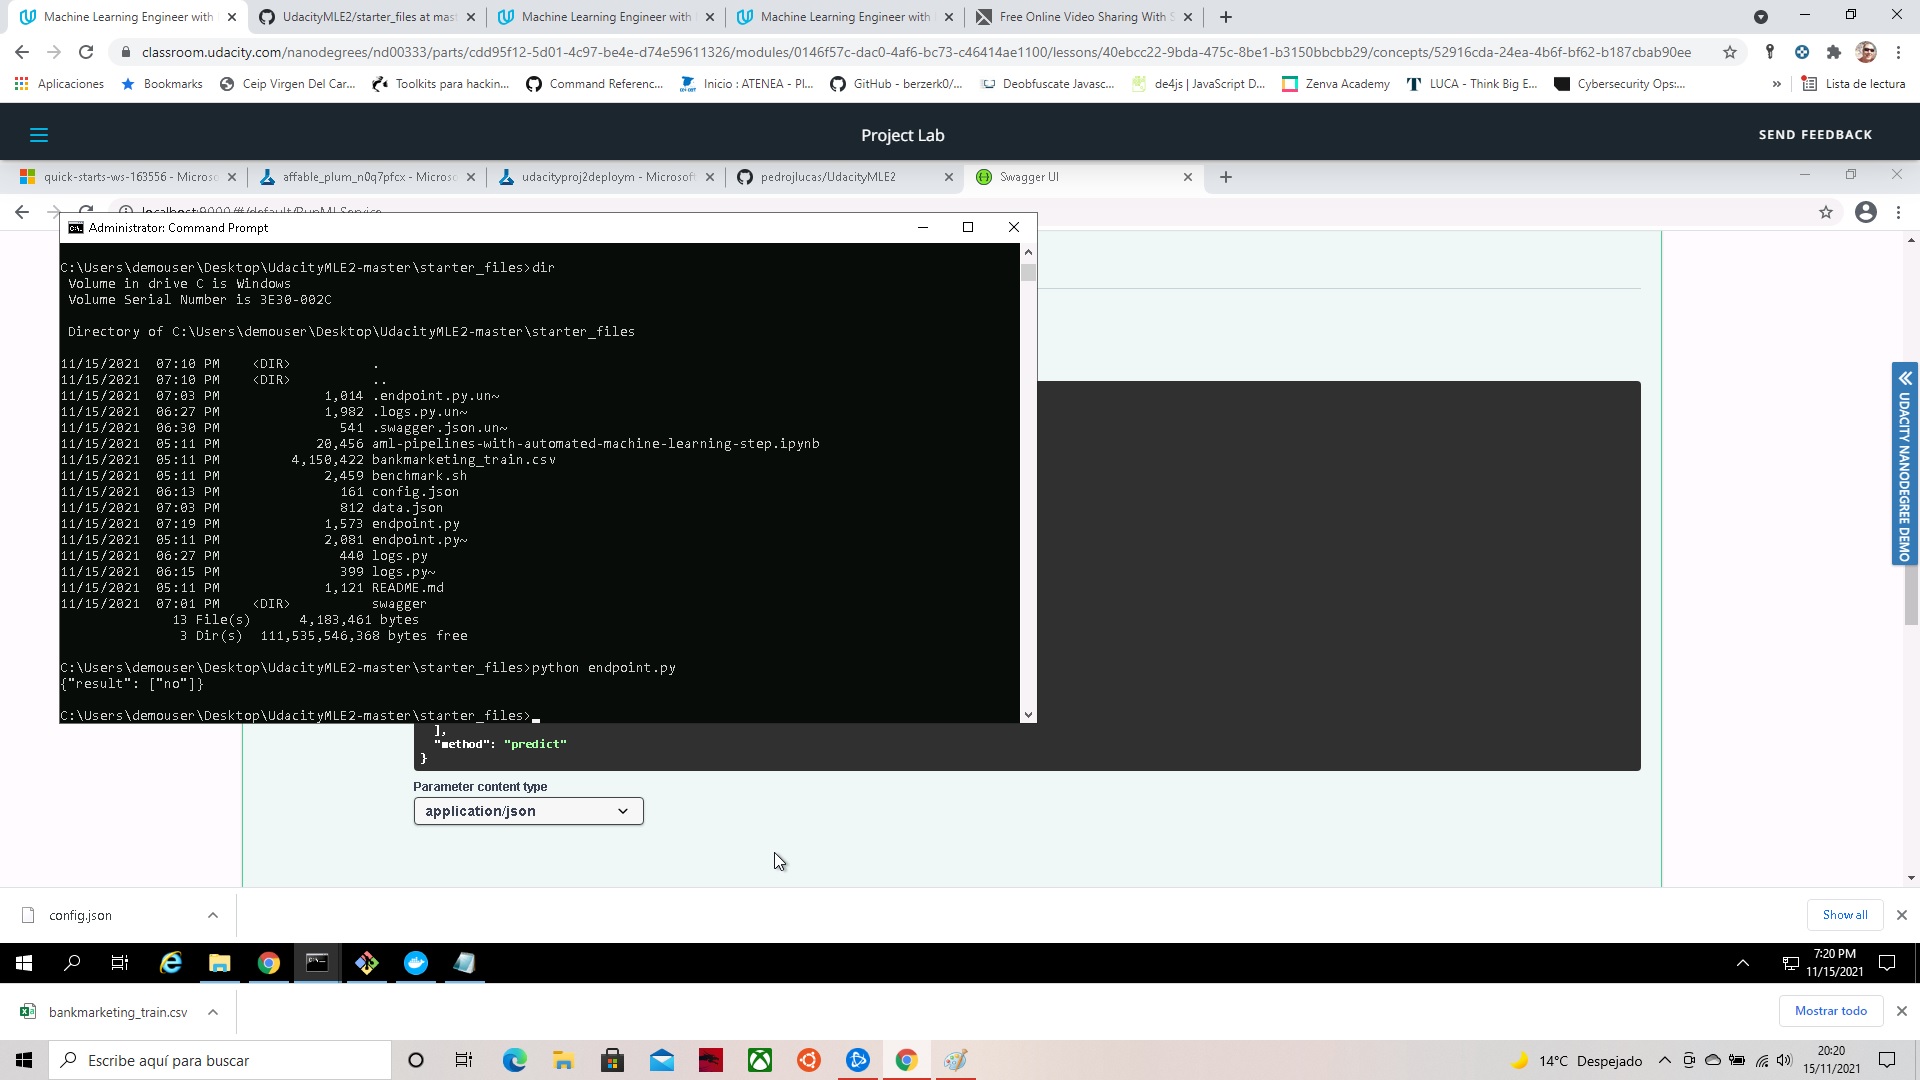 Machine Learning Engineer with
UdacityMLE2/starter_files at mast
Machine Learning Engineer with
Machine Learning Engineer with
Free Online Video Sharing With S
classroom.udacity.com/nanodegrees/nd00333/parts/cdd95f12-5d01-4c97-be4e-d74e59611326/modules/0146f57c-dac0-4af6-bc73-c46414ae1100/lessons/40ebcc22-9bda-475c-8be1-b3150bbcbb29/concepts/52916cda-24ea-4b6f-bf62-b187cbab90ee
Aplicaciones
Bookmarks
Ceip Virgen Del Car...
Toolkits para hackin...
Command Referenc...
Inicio : ATENEA - Pl...
GitHub - berzerk0/...
Deobfuscate Javasc...
de4js | JavaScript D...
Zenva Academy
LUCA - Think Big E...
Cybersecurity Ops:...
»
Lista de lectura
Project Lab
SEND FEEDBACK
quick-starts-ws-163556 - Microso
affable_plum_n0q7pfcx - Microso
udacityproj2deploym - Microsoft
pedrojlucas/UdacityMLE2
Swagger UI
localhost:9000/#/default/RunMLService
Administrator: Command Prompt
C:\Users\demouser\Desktop\UdacityMLE2-master\starter_files>dir
Volume in drive C is Windows
Volume Serial Number is 3E30-002C
Directory of C:\Users\demouser\Desktop\UdacityMLE2-master\starter_files
11/15/2021  07:10 PM    <DIR>          .
11/15/2021  07:10 PM    <DIR>          ..
11/15/2021  07:03 PM             1,014 .endpoint.py.un~
11/15/2021  06:27 PM             1,982 .logs.py.un~
11/15/2021  06:30 PM               541 .swagger.json.un~
11/15/2021  05:11 PM            20,456 aml-pipelines-with-automated-machine-learning-step.ipynb
11/15/2021  05:11 PM         4,150,422 bankmarketing_train.csv
11/15/2021  05:11 PM             2,459 benchmark.sh
11/15/2021  06:13 PM               161 config.json
11/15/2021  07:03 PM               812 data.json
11/15/2021  07:19 PM             1,573 endpoint.py
11/15/2021  05:11 PM             2,081 endpoint.py~
11/15/2021  06:27 PM               440 logs.py
11/15/2021  06:15 PM               399 logs.py~
11/15/2021  05:11 PM             1,121 README.md
11/15/2021  07:01 PM    <DIR>          swagger
13 File(s)      4,183,461 bytes
3 Dir(s)  111,535,546,368 bytes free
C:\Users\demouser\Desktop\UdacityMLE2-master\starter_files>python endpoint.py
{"result": ["no"]}
C:\Users\demouser\Desktop\UdacityMLE2-master\starter_files>
UDACITY NANODEGREE DEMO
],
"method": "predict"
}
Parameter content type
application/json
config.json
Show all
7:20 PM
11/15/2021
bankmarketing_train.csv
Mostrar todo
Escribe aquí para buscar
14°C Despejado
20:20
15/11/2021